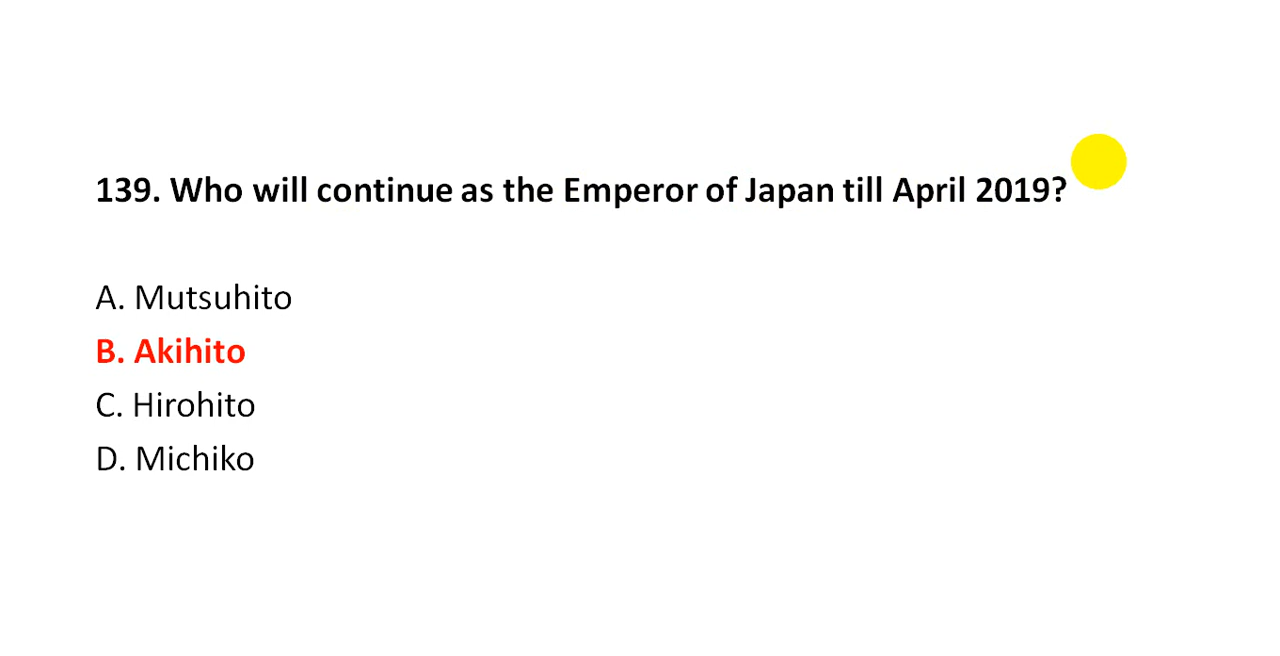 139. Who will continue as the Emperor of Japan till April 2019?
A. Mutsuhito
B. Akihito
C. Hirohito
D. Michiko